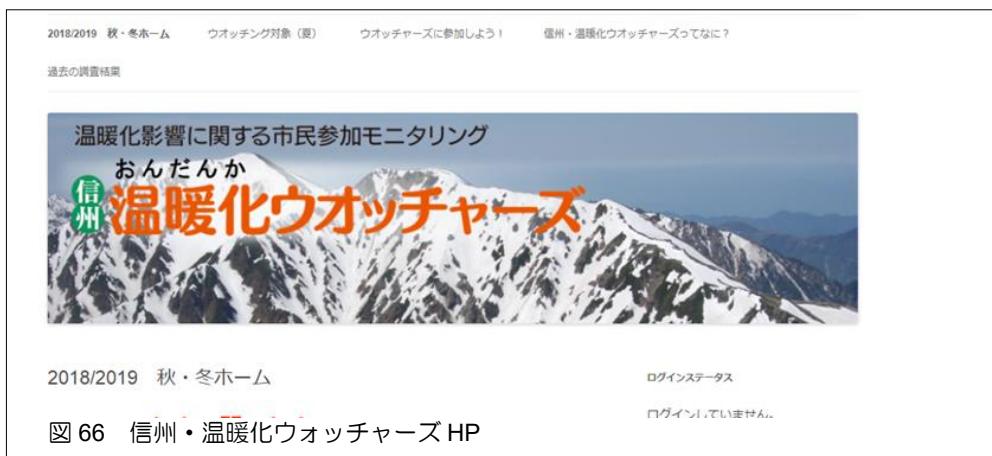 2018/2019 秋・冬ホーム ウオッチング対象（夏） ウオッチャーズに参加しよう！ 信州・温暖化ウオッチャーズってなに？
過去の調査結果
温暖化影響に関する市民参加モニタリング
おんだんか
信州 温暖化ウオッチャーズ
2018/2019 秋・冬ホーム
ログインステータス
ログインしていません。
図 66 信州・温暖化ウォッチャーズ HP